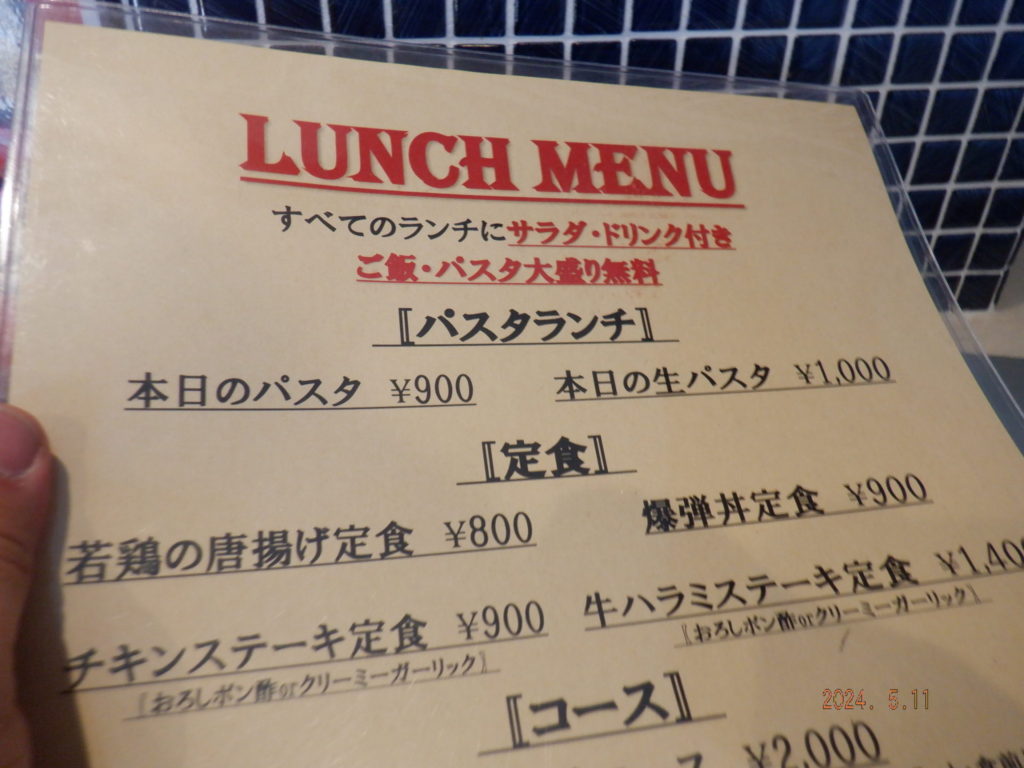 LUNCH MENU
すべてのランチにサラダ・ドリンク付き
ご飯・パスタ大盛り無料
〖パスタランチ〗
本日のパスタ ¥900 本日の生パスタ ¥1,000
〖定食〗
若鶏の唐揚げ定食 ¥800 爆弾丼定食 ¥900
チキンステーキ定食 ¥900 牛ハラミステーキ定食 ¥1,40
〖おろしポン酢orクリーミーガーリック〗 〖おろしポン酢orクリーミーガーリック〗
〖コース〗
¥2,000
2024. 5.11